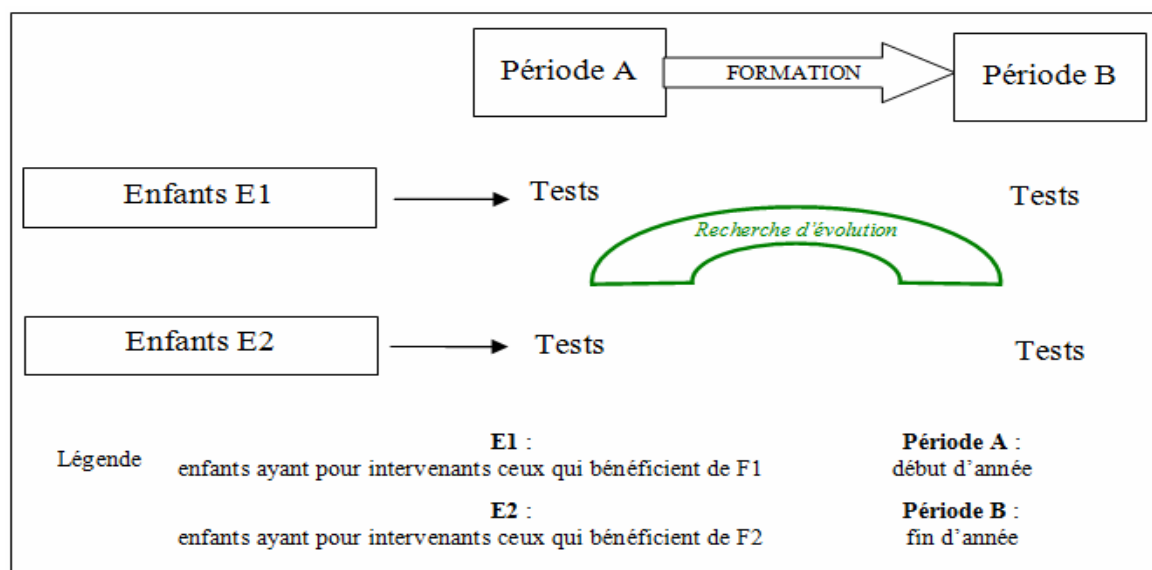 Période A
FORMATION
Période B
Enfants E1
Tests
Tests
Recherche d'évolution
Enfants E2
Tests
Tests
Légende
E1 :
enfants ayant pour intervenants ceux qui bénéficient de F1
Période A :
début d'année
E2 :
enfants ayant pour intervenants ceux qui bénéficient de F2
Période B :
fin d'année